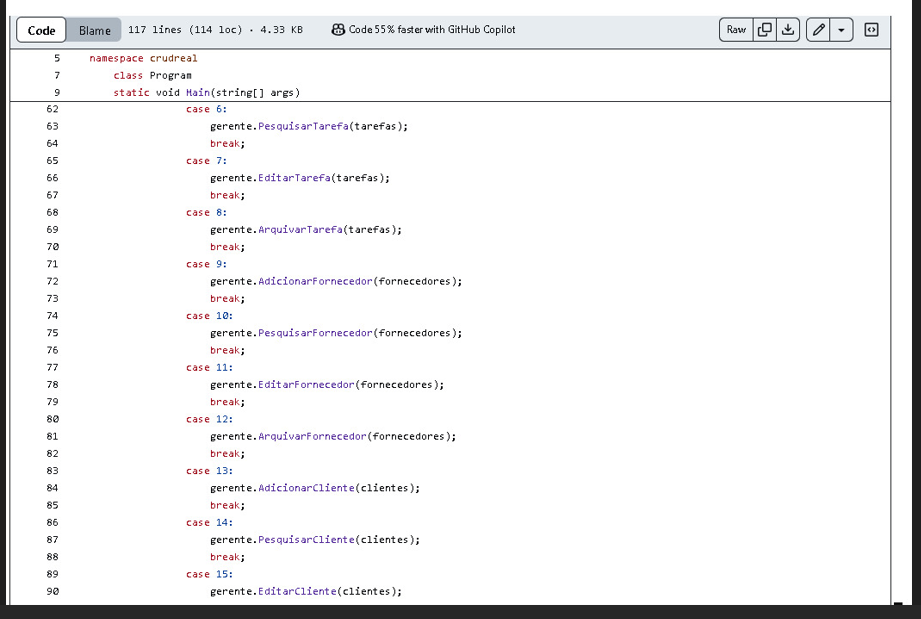 Code Blame 117 lines (114 loc) · 4.33 KB Code 55% faster with GitHub Copilot Raw
5 namespace crudreal
7 class Program
9 static void Main(string[] args)
62 case 6:
63 gerente.PesquisarTarefa(tarefas);
64 break;
65 case 7:
66 gerente.EditarTarefa(tarefas);
67 break;
68 case 8:
69 gerente.ArquivarTarefa(tarefas);
70 break;
71 case 9:
72 gerente.AdicionarFornecedor(fornecedores);
73 break;
74 case 10:
75 gerente.PesquisarFornecedor(fornecedores);
76 break;
77 case 11:
78 gerente.EditarFornecedor(fornecedores);
79 break;
80 case 12:
81 gerente.ArquivarFornecedor(fornecedores);
82 break;
83 case 13:
84 gerente.AdicionarCliente(clientes);
85 break;
86 case 14:
87 gerente.PesquisarCliente(clientes);
88 break;
89 case 15:
90 gerente.EditarCliente(clientes);